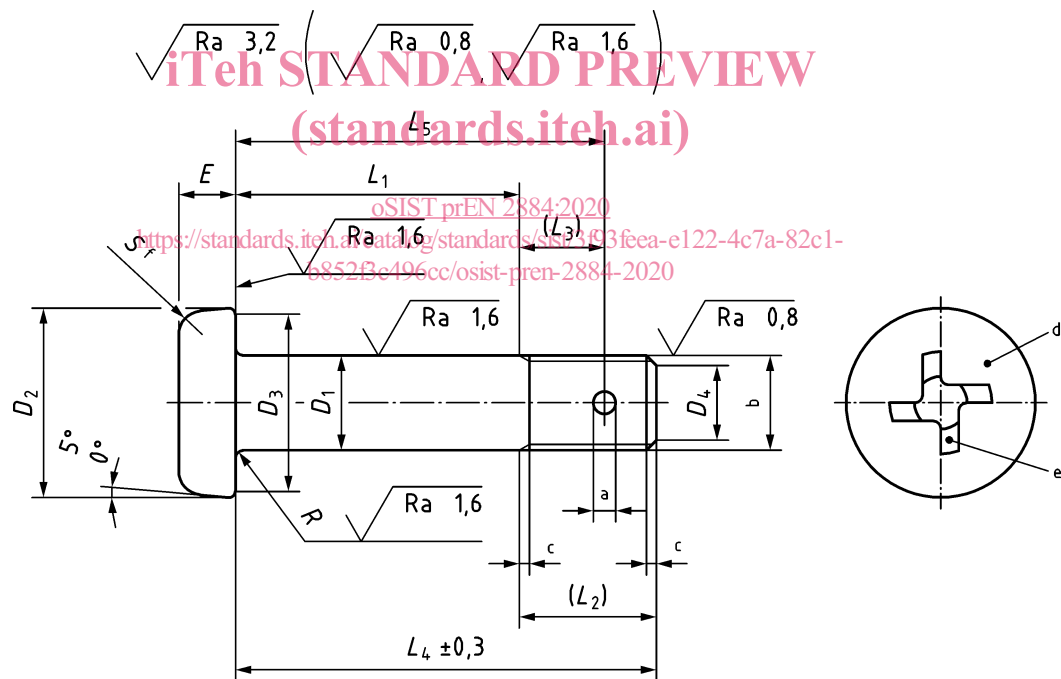 Ra 3,2 ( Ra 0,8 , Ra 1,6 )
iTeh STANDARD PREVIEW
(standards.iteh.ai)
L5
E
L1
oSIST prEN 2884:2020
(L3)
https://standards.iteh.ai/catalog/standards/sist/3f93feea-e122-4c7a-82c1-
b852f3c496cc/osist-pren-2884-2020
Ra 1,6
S f
Ra 1,6
Ra 0,8
d
D2
D3
D1
D4
b
5°
0°
e
a
R
Ra 1,6
c
c
(L2)
L4 ±0,3